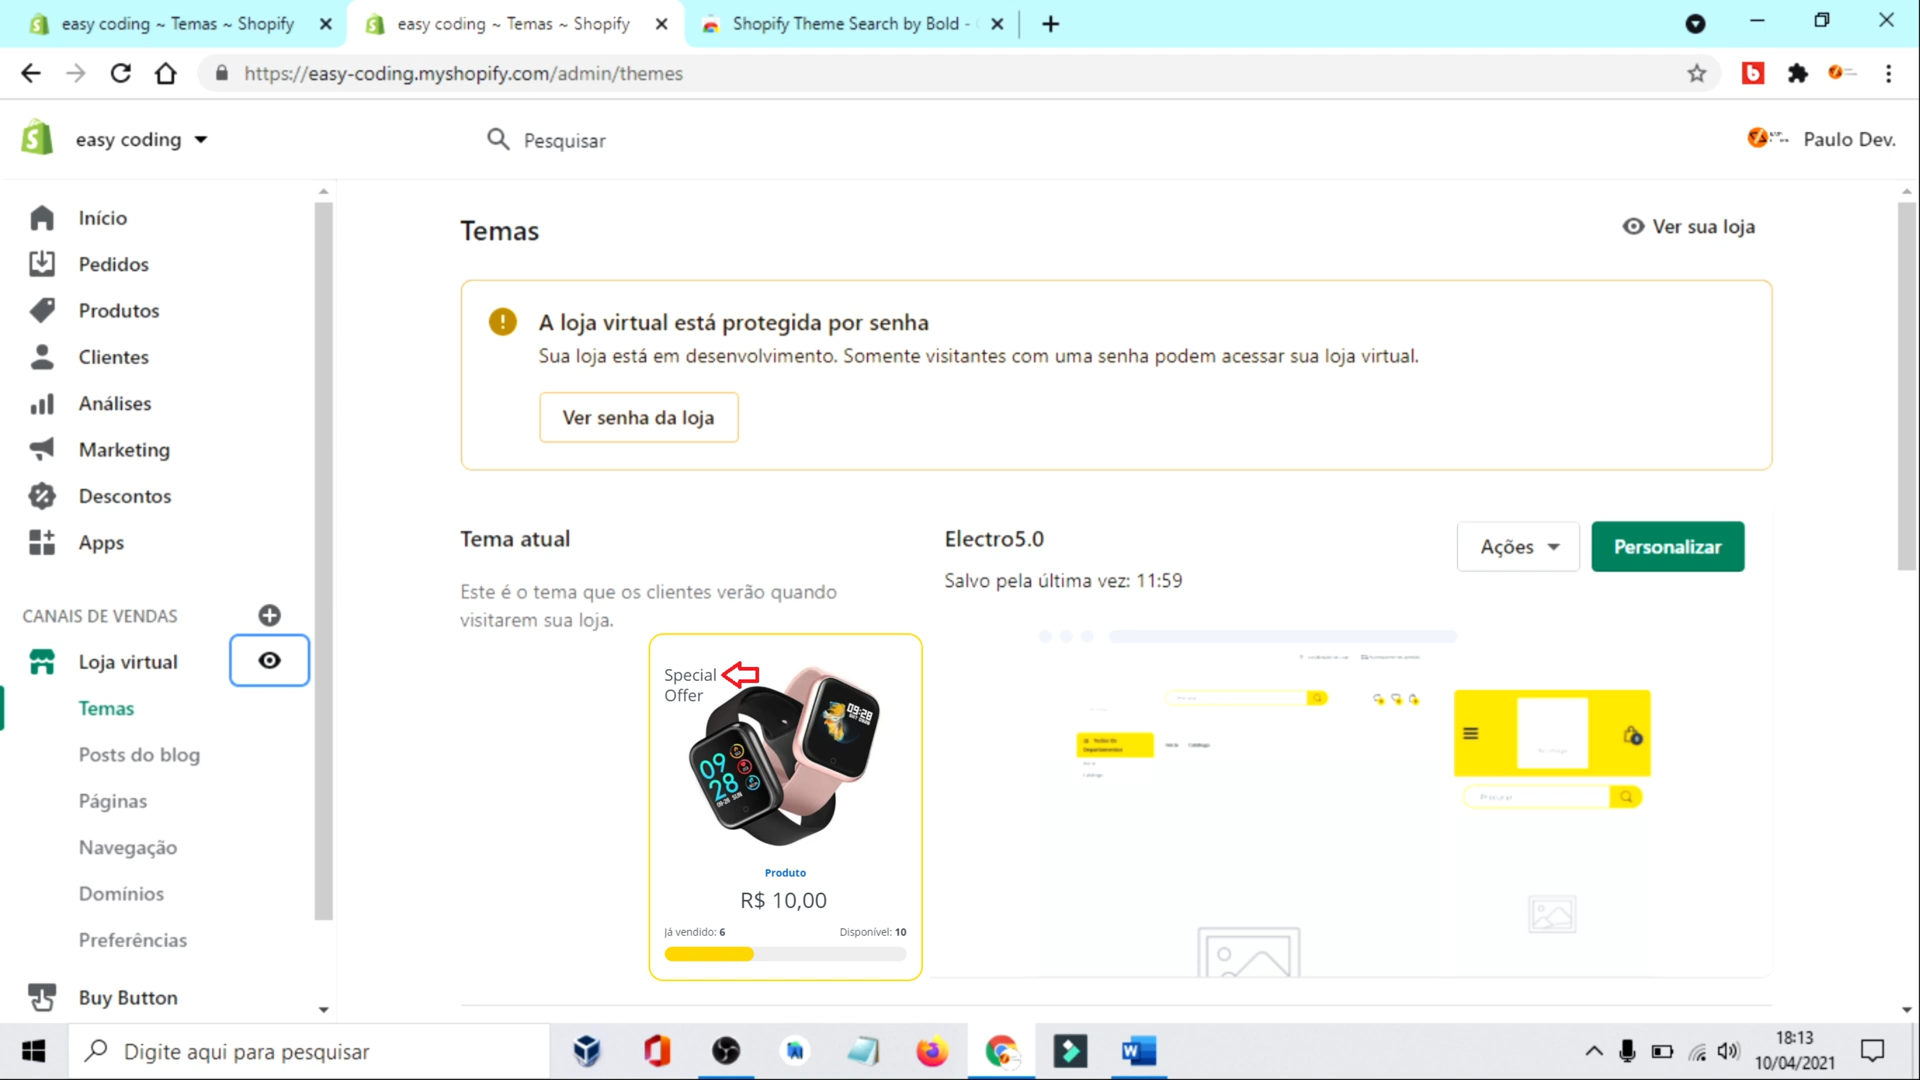 easy coding ~ Temas ~ Shopify
easy coding ~ Temas ~ Shopify
Shopify Theme Search by Bold -
https://easy-coding.myshopify.com/admin/themes
easy coding
Pesquisar
Paulo Dev.
Início
Pedidos
Produtos
Clientes
Análises
Marketing
Descontos
Apps
CANAIS DE VENDAS
Loja virtual
Temas
Posts do blog
Páginas
Navegação
Domínios
Preferências
Buy Button
Temas
Ver sua loja
A loja virtual está protegida por senha
Sua loja está em desenvolvimento. Somente visitantes com uma senha podem acessar sua loja virtual.
Ver senha da loja
Tema atual
Este é o tema que os clientes verão quando
visitarem sua loja.
Electro5.0
Salvo pela última vez: 11:59
Ações
Personalizar
Special
Offer
09:28
09
28
Produto
R$ 10,00
Já vendido: 6
Disponível: 10
Procurar
Digite aqui para pesquisar
18:13
10/04/2021